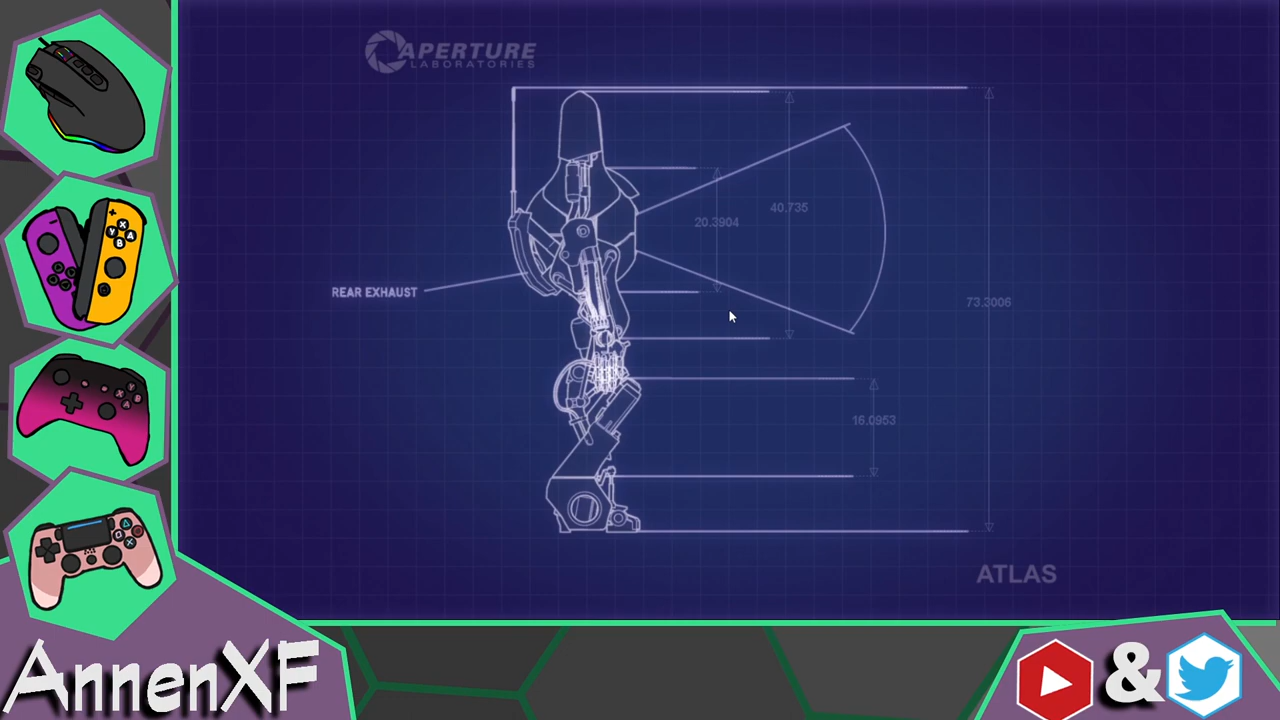 APERTURE
LABORATORIES
40.735
20.3904
REAR EXHAUST
73.3006
16.0953
ATLAS
AnnenXF
&